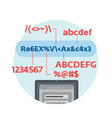 /(<~>)\
abcdef
Re6EX%V\<Ax&c4x3
1234567
ABCDEFG
%@#$